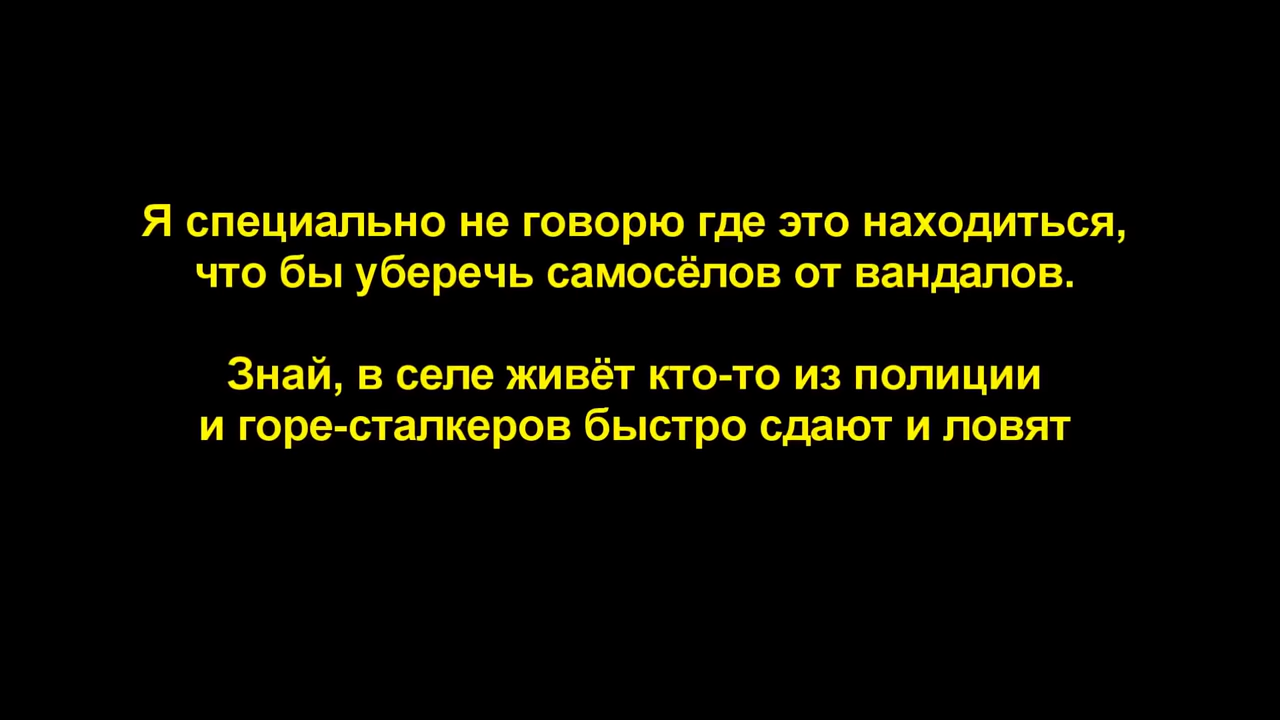 Я специально не говорю где это находиться,
что бы уберечь самосёлов от вандалов.
Знай, в селе живёт кто-то из полиции
и горе-сталкеров быстро сдают и ловят